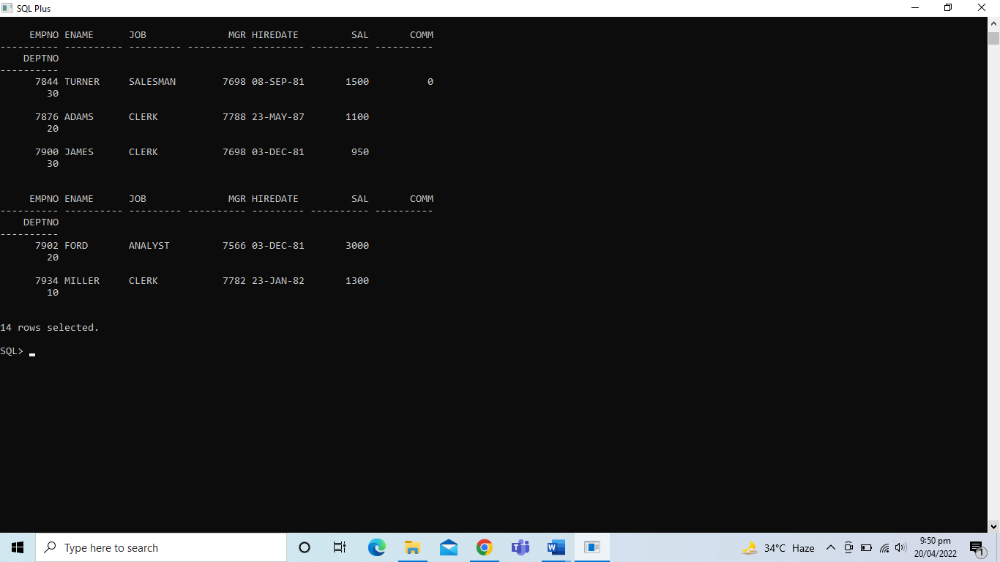 SQL Plus
EMPNO ENAME JOB MGR HIREDATE SAL COMM
---------- ---------- --------- ---------- --------- ---------- ----------
DEPTNO
----------
7844 TURNER SALESMAN 7698 08-SEP-81 1500 0
30
7876 ADAMS CLERK 7788 23-MAY-87 1100
20
7900 JAMES CLERK 7698 03-DEC-81 950
30
EMPNO ENAME JOB MGR HIREDATE SAL COMM
---------- ---------- --------- ---------- --------- ---------- ----------
DEPTNO
----------
7902 FORD ANALYST 7566 03-DEC-81 3000
20
7934 MILLER CLERK 7782 23-JAN-82 1300
10
14 rows selected.
SQL> _
Type here to search
34°C Haze
9:50 pm
20/04/2022
1